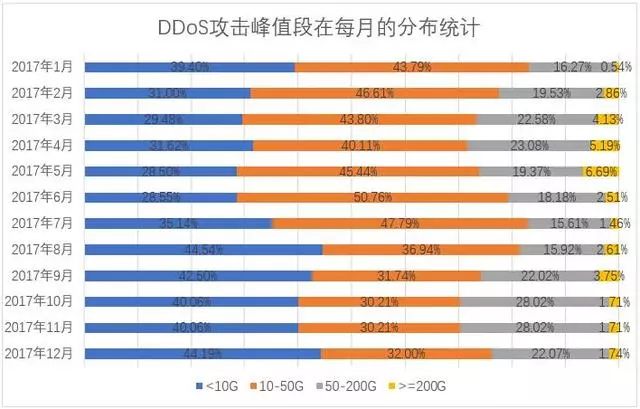 DDoS攻击峰值段在每月的分布统计
2017年1月 39.40% 43.79% 16.27% 0.54%
2017年2月 31.00% 46.61% 19.53% 2.86%
2017年3月 29.48% 43.80% 22.58% 4.13%
2017年4月 31.62% 40.11% 23.08% 5.19%
2017年5月 28.50% 45.44% 19.37% 6.69%
2017年6月 28.55% 50.76% 18.18% 2.51%
2017年7月 35.14% 47.79% 15.61% 1.46%
2017年8月 44.54% 36.94% 15.92% 2.61%
2017年9月 42.50% 31.74% 22.02% 3.75%
2017年10月 40.06% 30.21% 28.02% 1.71%
2017年11月 40.06% 30.21% 28.02% 1.71%
2017年12月 44.19% 32.00% 22.07% 1.74%
<10G 10-50G 50-200G >=200G